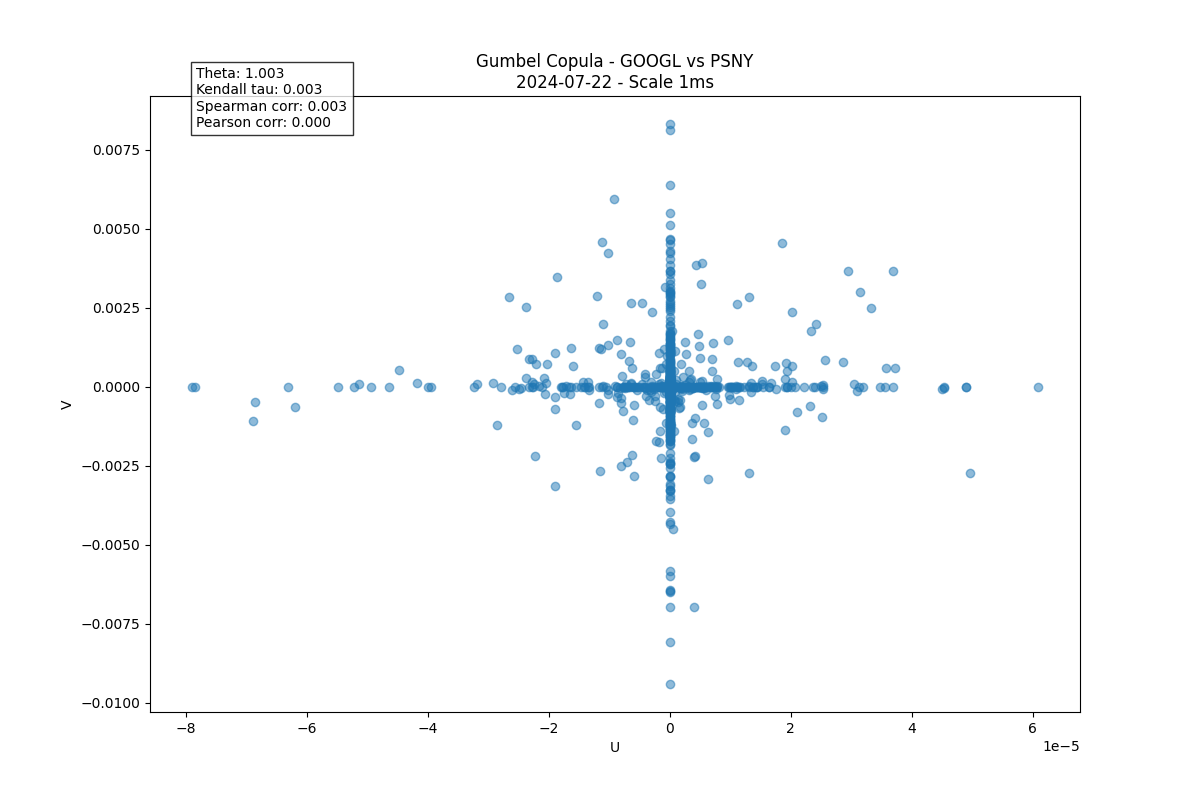 Gumbel Copula - GOOGL vs PSNY
2024-07-22 - Scale 1ms
Theta: 1.003
Kendall tau: 0.003
Spearman corr: 0.003
Pearson corr: 0.000
0.0075
0.0050
0.0025
0.0000
−0.0025
−0.0050
−0.0075
−0.0100
V
−8 −6 −4 −2 0 2 4 6
1e−5
U